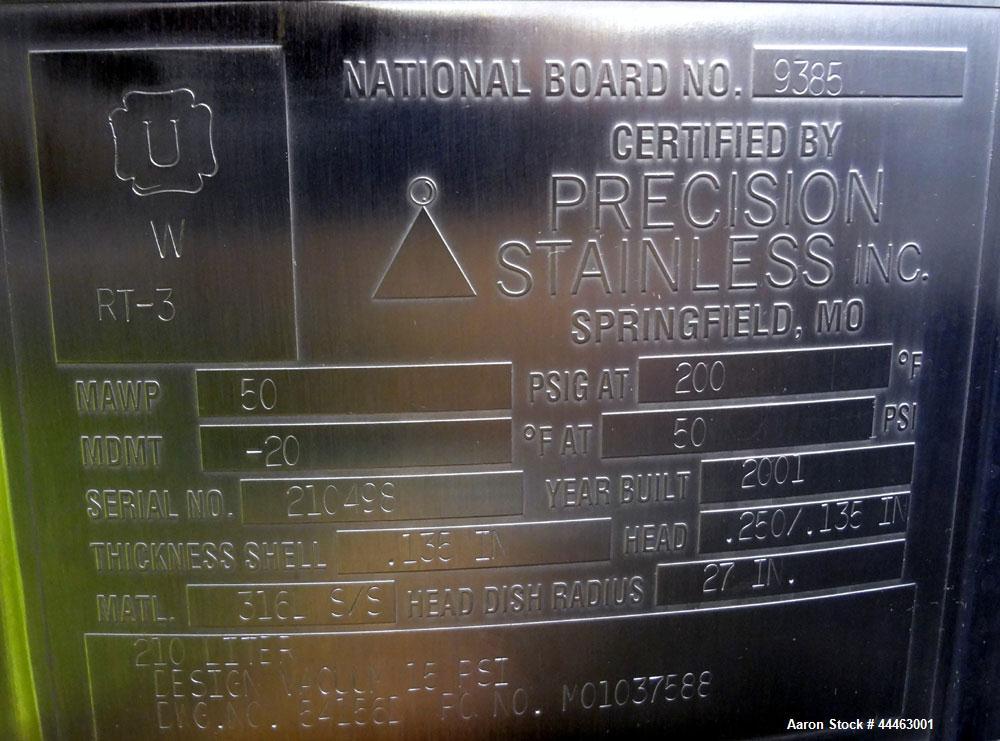 NATIONAL BOARD NO. 9385
U
W
RT-3
CERTIFIED BY
PRECISION
STAINLESS INC.
SPRINGFIELD, MO
MAWP 50 PSIG AT 200 °F
MDMT -20 °F AT 50 PSI
SERIAL NO. 210498 YEAR BUILT 2001
THICKNESS SHELL .135 IN HEAD .250/.135 IN
MATL. 316L S/S HEAD DISH RADIUS 27 IN.
210 LITER
DESIGN VACUUM 15 PSI
DWG.NO. PO NO. M01037588
Aaron Stock # 44463001